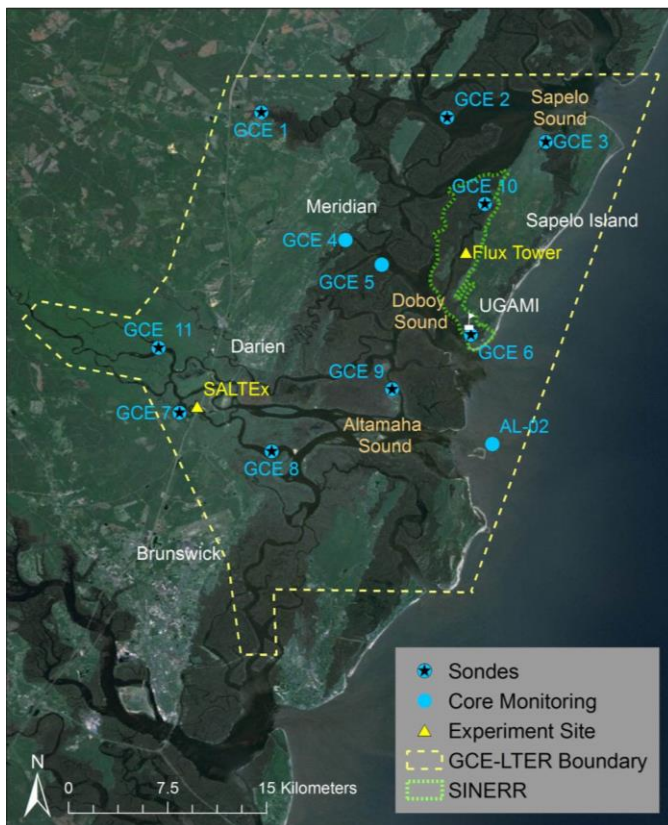 GCE 2
Sapelo
Sound
GCE 1
GCE 3
GCE 10
Meridian
Sapelo Island
GCE 4
Flux Tower
GCE 5
Doboy
Sound
UGAMI
GCE 11
Darien
GCE 6
GCE 9
SALTEx
GCE 7
Altamaha
Sound
AL-02
GCE 8
Brunswick
Sondes
Core Monitoring
Experiment Site
GCE-LTER Boundary
SINERR
N
0 7.5 15 Kilometers